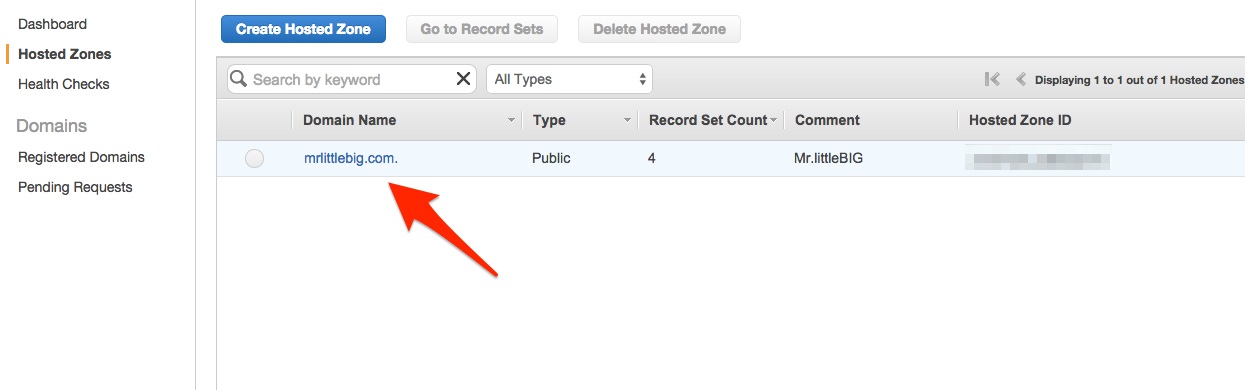 Dashboard
Hosted Zones
Health Checks
Domains
Registered Domains
Pending Requests
Create Hosted Zone Go to Record Sets Delete Hosted Zone
Search by keyword All Types Displaying 1 to 1 out of 1 Hosted Zones
Domain Name Type Record Set Count Comment Hosted Zone ID
mrlittlebig.com. Public 4 Mr.littleBIG